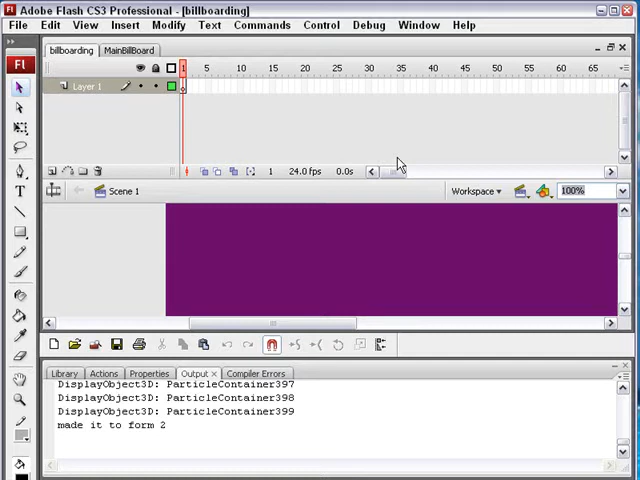 Adobe Flash CS3 Professional - [billboarding]
File Edit View Insert Modify Text Commands Control Debug Window Help
Fl
billboarding MainBillBoard
1 5 10 15 20 25 30 35 40 45 50 55 60 65
Layer 1
1 24.0 fps 0.0s
Scene 1 Workspace 100%
T
Library Actions Properties Output x Compiler Errors
DisplayObject3D: ParticleContainer397
DisplayObject3D: ParticleContainer398
DisplayObject3D: ParticleContainer399
made it to form 2